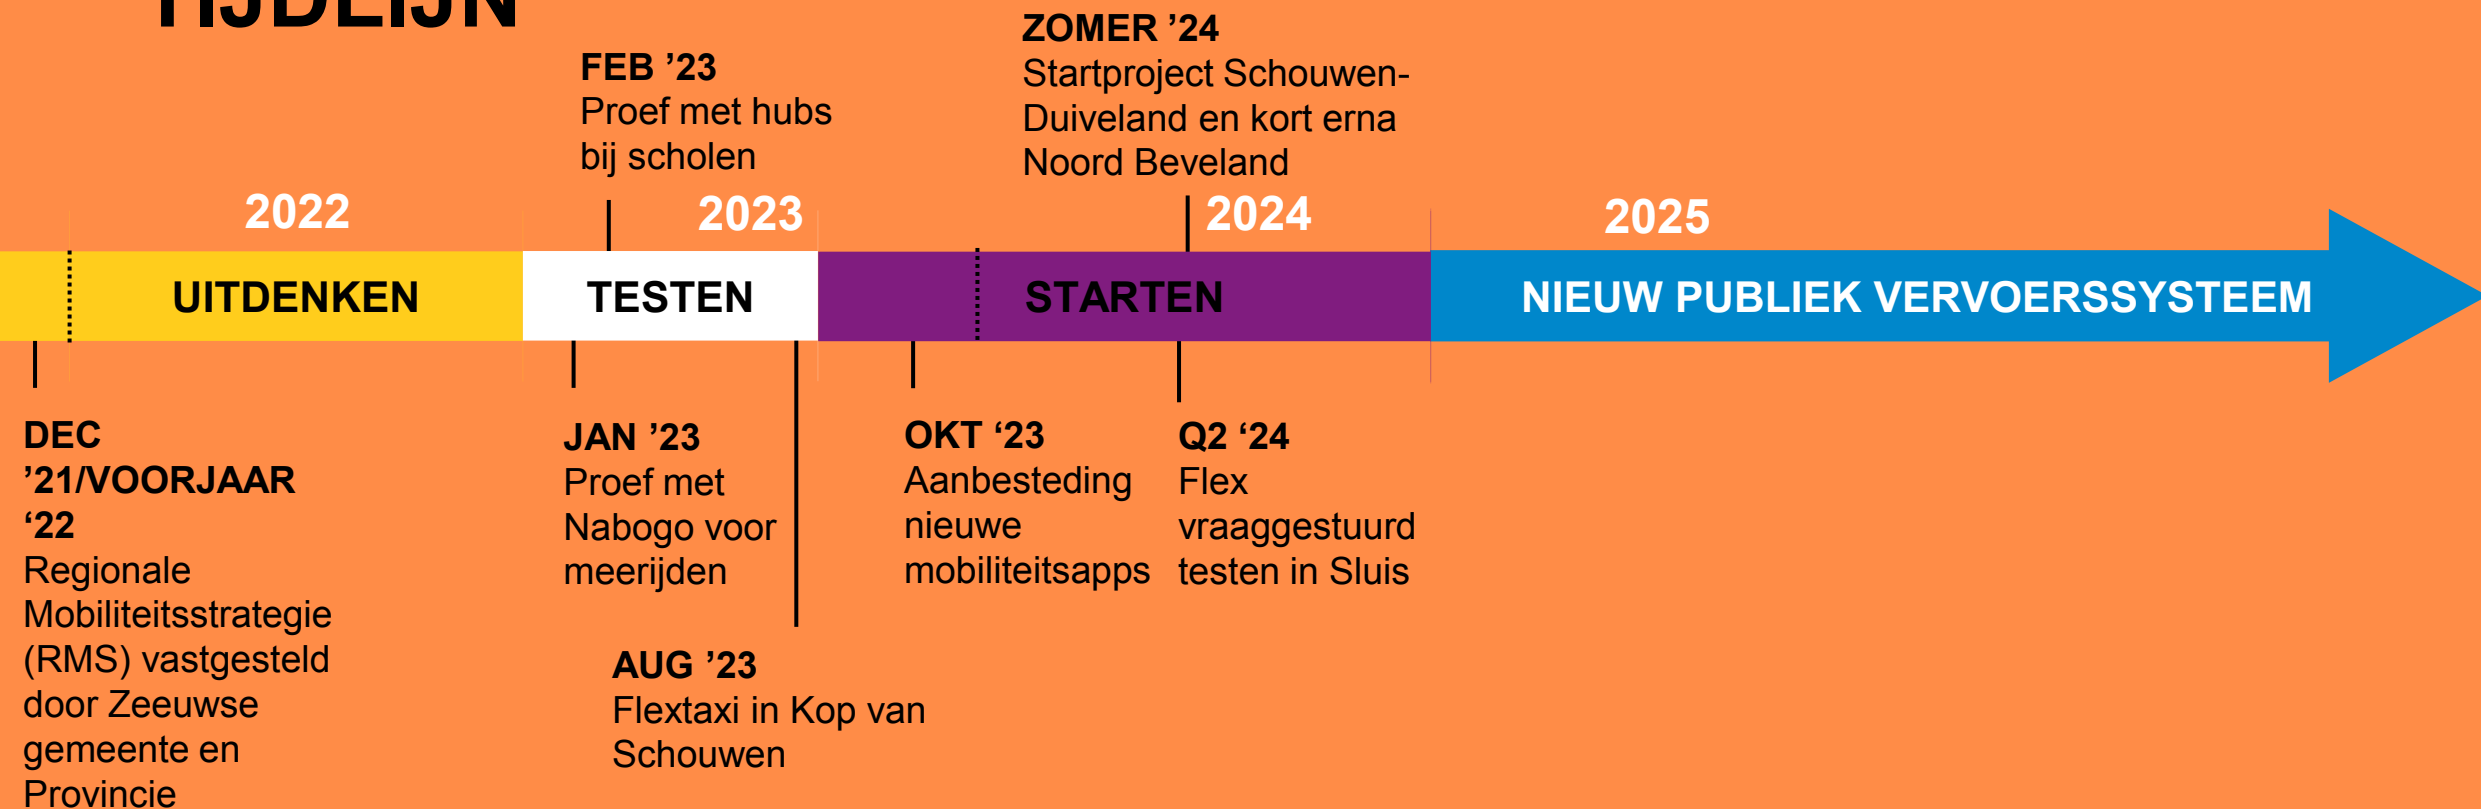 TIJDLIJN
ZOMER ’24
Startproject Schouwen-
Duiveland en kort erna
Noord Beveland
FEB ’23
Proef met hubs
bij scholen
2022
2023
2024
2025
UITDENKEN
TESTEN
STARTEN
NIEUW PUBLIEK VERVOERSSYSTEEM
DEC
’21/VOORJAAR
‘22
Regionale
Mobiliteitsstrategie
(RMS) vastgesteld
door Zeeuwse
gemeente en
Provincie
JAN ’23
Proef met
Nabogo voor
meerijden
AUG ’23
Flextaxi in Kop van
Schouwen
OKT ‘23
Aanbesteding
nieuwe
mobiliteitsapps
Q2 ‘24
Flex
vraaggestuurd
testen in Sluis